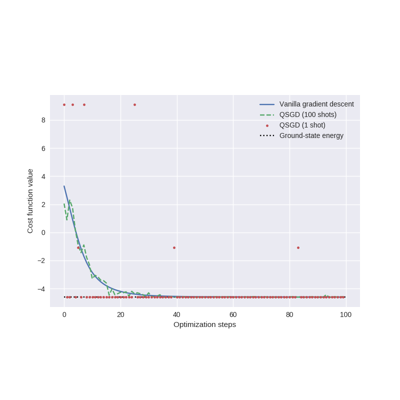 Vanilla gradient descent
QSGD (100 shots)
QSGD (1 shot)
Ground-state energy
8
6
4
2
0
−2
−4
Cost function value
0 20 40 60 80 100
Optimization steps